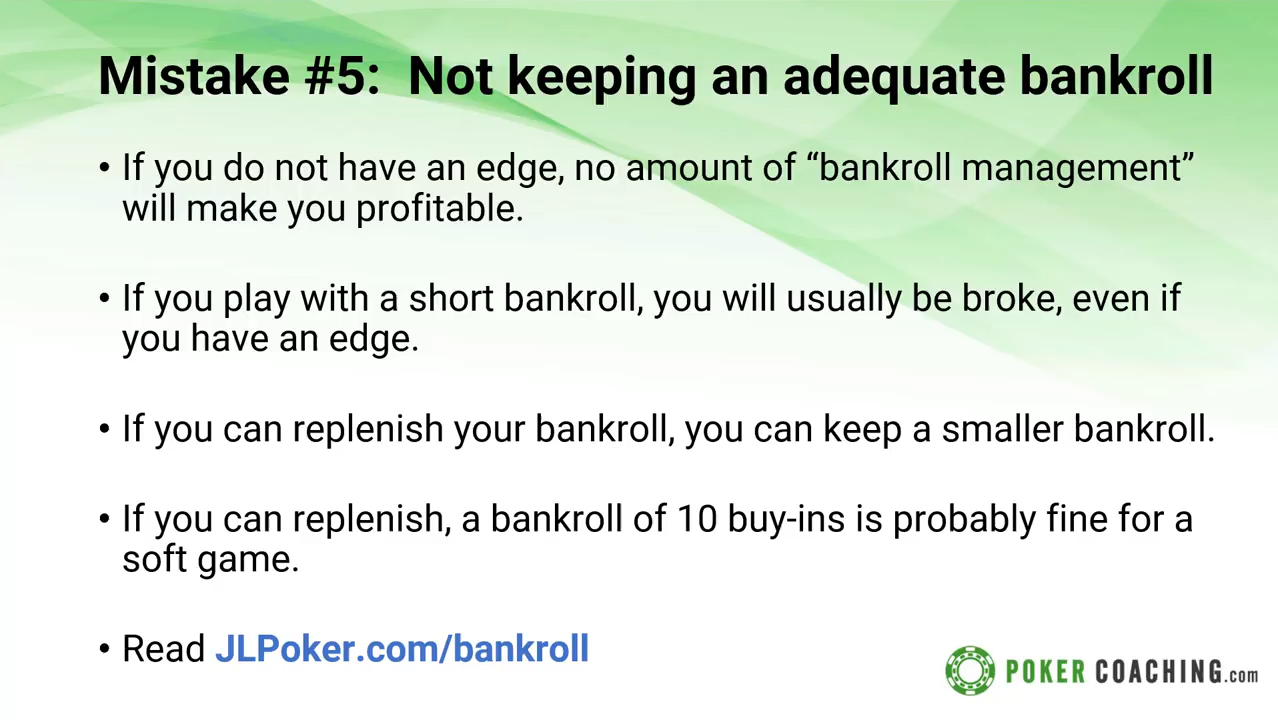 Mistake #5: Not keeping an adequate bankroll
• If you do not have an edge, no amount of “bankroll management”
will make you profitable.
• If you play with a short bankroll, you will usually be broke, even if
you have an edge.
• If you can replenish your bankroll, you can keep a smaller bankroll.
• If you can replenish, a bankroll of 10 buy-ins is probably fine for a
soft game.
• Read JLPoker.com/bankroll
POKER COACHING.com